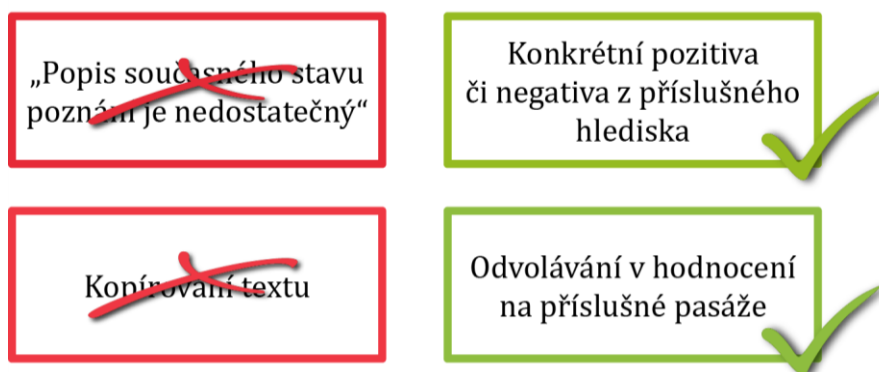 „Popis současného stavu
poznání je nedostatečný“
Konkrétní pozitiva
či negativa z příslušného
hlediska
Kopírování textu
Odvolávání v hodnocení
na příslušné pasáže